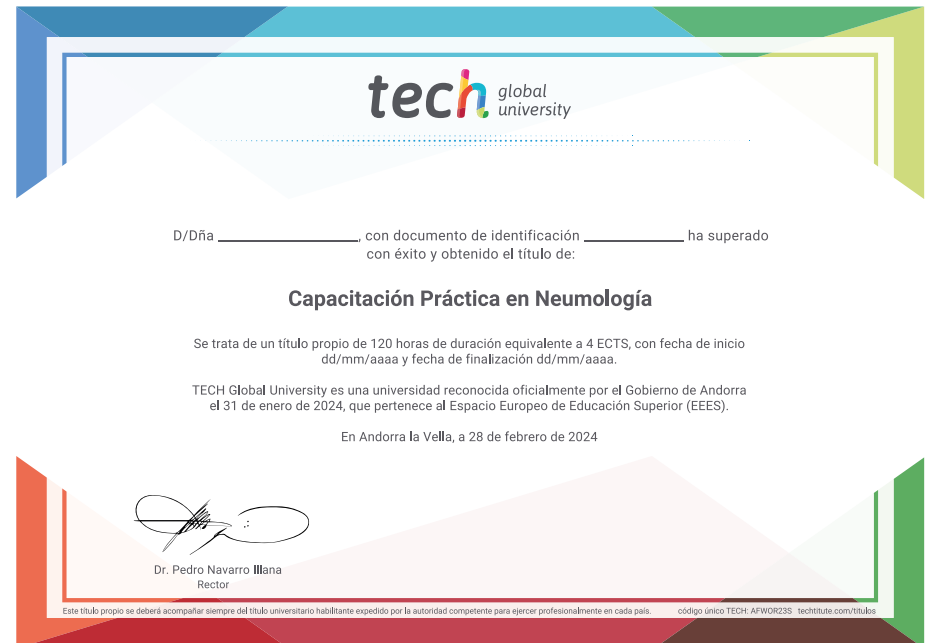 tech global university
D/Dña ____________, con documento de identificación ____________ ha superado
con éxito y obtenido el título de:
Capacitación Práctica en Neumología
Se trata de un título propio de 120 horas de duración equivalente a 4 ECTS, con fecha de inicio
dd/mm/aaaa y fecha de finalización dd/mm/aaaa.
TECH Global University es una universidad reconocida oficialmente por el Gobierno de Andorra
el 31 de enero de 2024, que pertenece al Espacio Europeo de Educación Superior (EEES).
En Andorra la Vella, a 28 de febrero de 2024
Dr. Pedro Navarro Illana
Rector
Este título propio se deberá acompañar siempre del título universitario habilitante expedido por la autoridad competente para ejercer profesionalmente en cada país. código único TECH: AFWOR23S techtitute.com/titulos